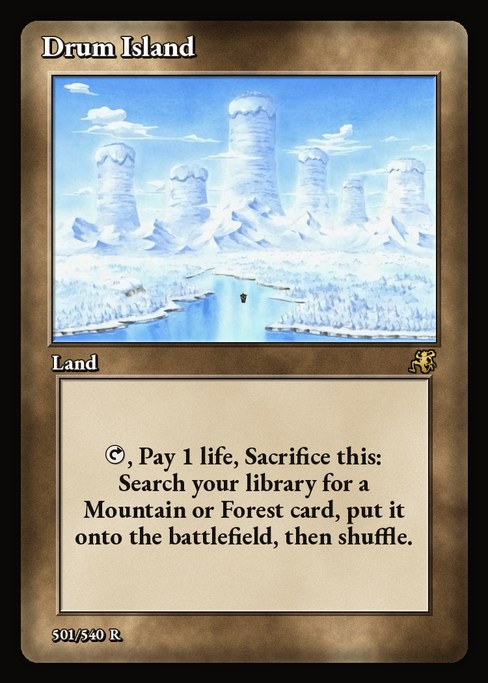 Drum Island
Land
, Pay 1 life, Sacrifice this:
Search your library for a
Mountain or Forest card, put it
onto the battlefield, then shuffle.
501/540 R